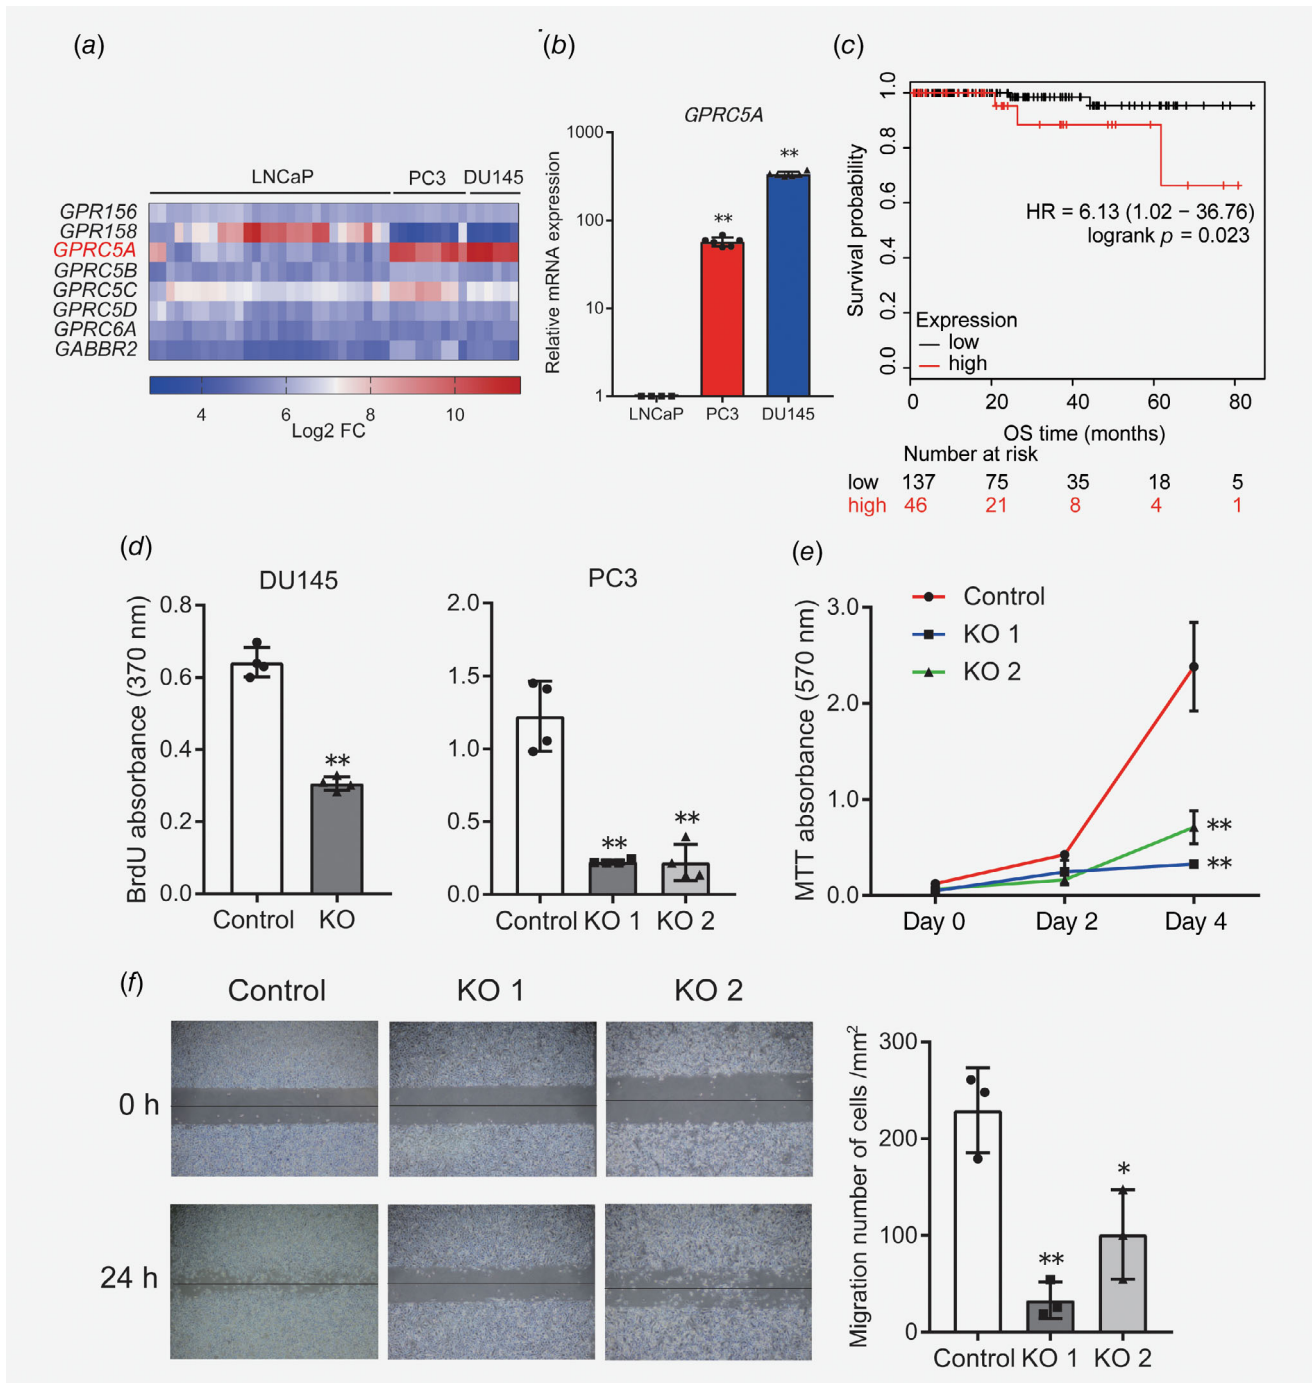 (a)
LNCaP PC3 DU145
GPR156
GPR158
GPRC5A
GPRC5B
GPRC5C
GPRC5D
GPRC6A
GABBR2
4 6 8 10
Log2 FC
(b)
GPRC5A
Relative mRNA expression
1000
100
10
1
**
**
LNCaP PC3 DU145
(c)
Survival probability
1.0
0.8
0.6
0.4
0.2
0.0
HR = 6.13 (1.02 − 36.76)
logrank p = 0.023
Expression
low
high
0 20 40 60 80
OS time (months)
Number at risk
low 137 75 35 18 5
high 46 21 8 4 1
(d)
DU145
BrdU absorbance (370 nm)
0.8
0.6
0.4
0.2
0.0
**
Control KO
PC3
2.0
1.5
1.0
0.5
0.0
**
**
Control KO 1 KO 2
(e)
MTT absorbance (570 nm)
3.0
2.0
1.0
0.0
Control
KO 1
KO 2
**
**
Day 0 Day 2 Day 4
(f)
Control KO 1 KO 2
0 h
24 h
Migration number of cells /mm2
300
200
100
0
**
*
Control KO 1 KO 2